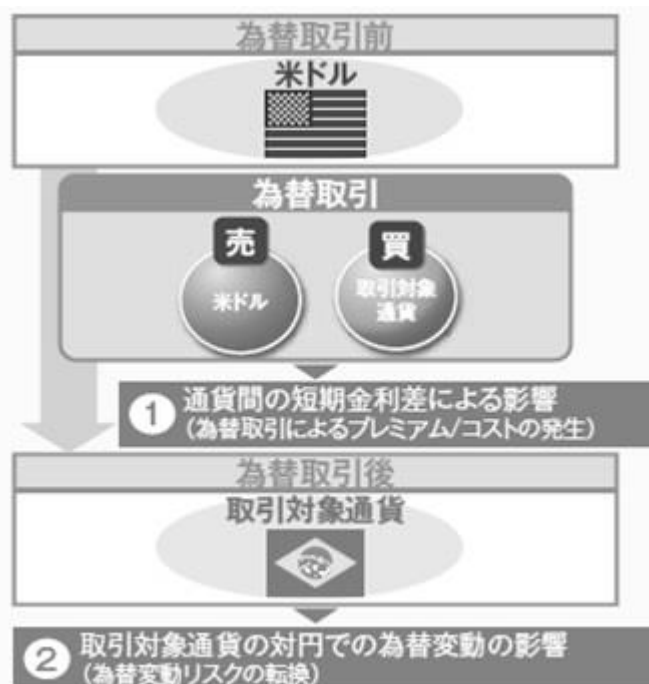 為替取引前
米ドル
為替取引
売
買
米ドル
取引対象
通貨
1 通貨間の短期金利差による影響
(為替取引によるプレミアム/コストの発生)
為替取引後
取引対象通貨
2 取引対象通貨の対円での為替変動の影響
(為替変動リスクの転換)